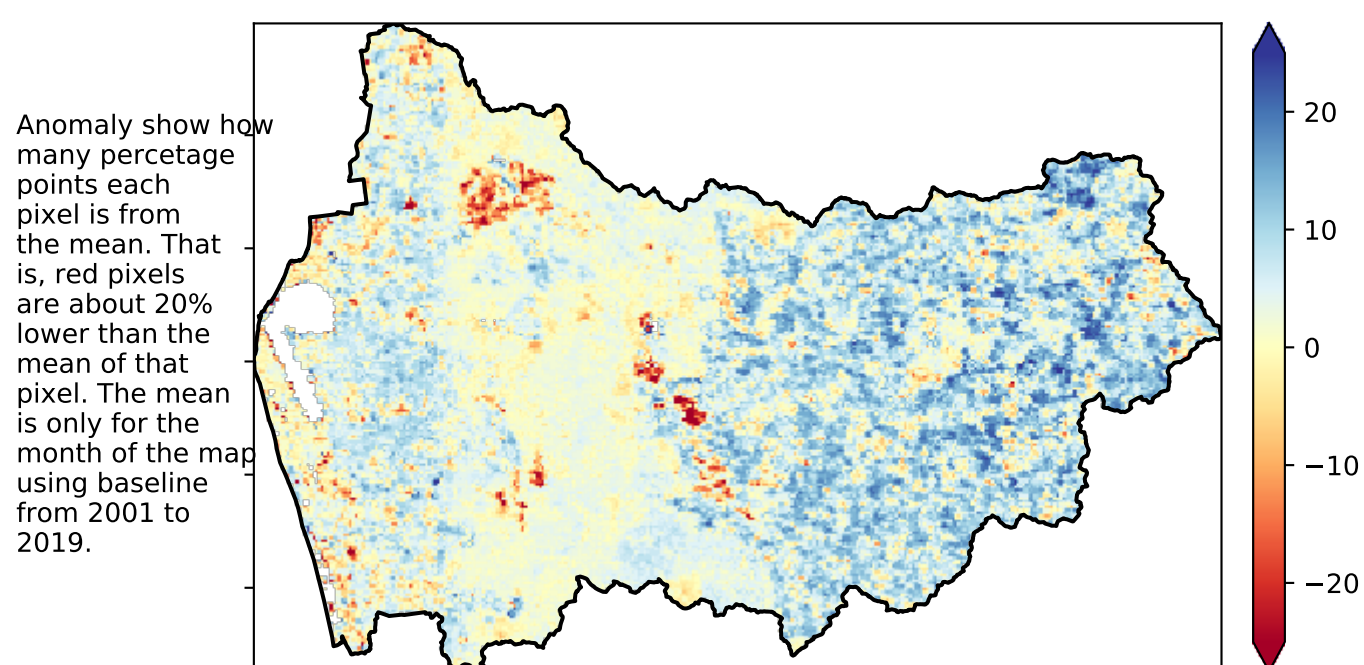 Anomaly show how
many percetage
points each
pixel is from
the mean. That
is, red pixels
are about 20%
lower than the
mean of that
pixel. The mean
is only for the
month of the map
using baseline
from 2001 to
2019.
20
10
0
−10
−20